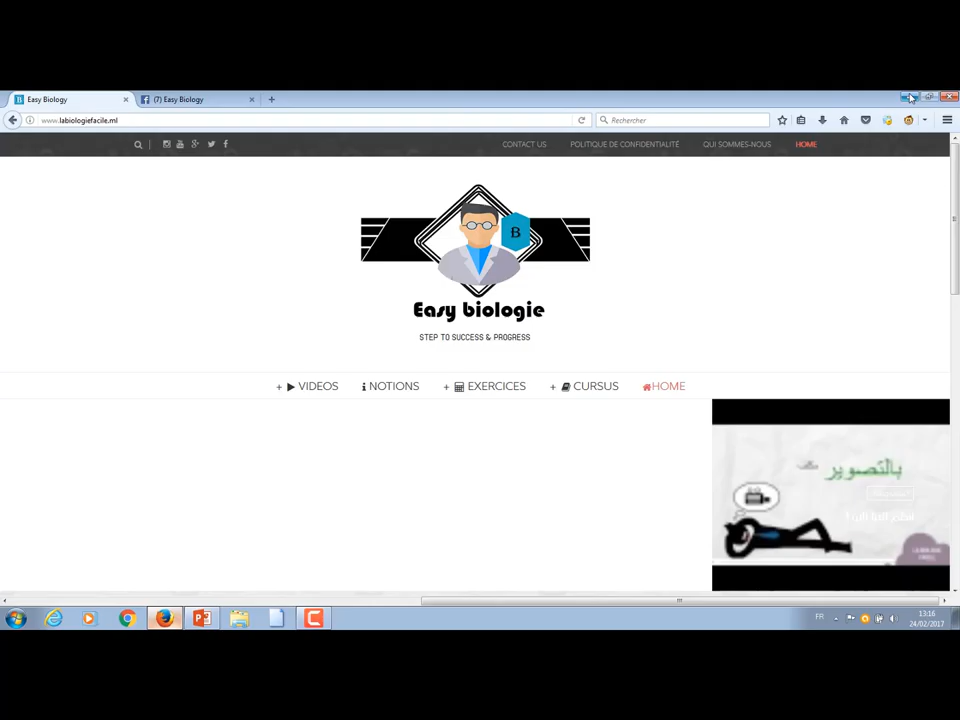 Easy Biology
(7) Easy Biology
www.labiologiefacile.ml
Rechercher
CONTACT US POLITIQUE DE CONFIDENTIALITÉ QUI SOMMES-NOUS HOME
B
Easy biologie
STEP TO SUCCESS & PROGRESS
+ VIDEOS NOTIONS + EXERCICES + CURSUS HOME
بالتصوير
FR 13:16
24/02/2017